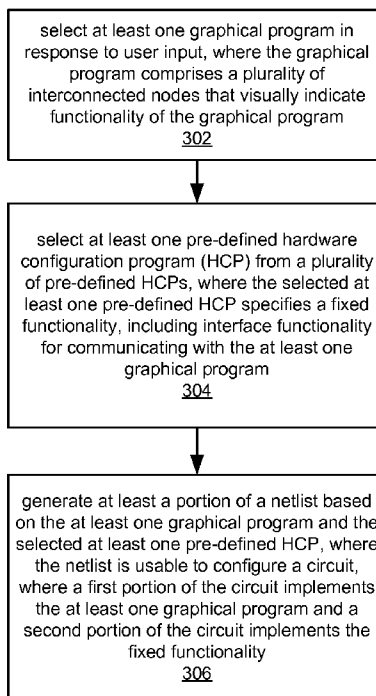 select at least one graphical program in
response to user input, where the graphical
program comprises a plurality of
interconnected nodes that visually indicate
functionality of the graphical program
302
select at least one pre-defined hardware
configuration program (HCP) from a plurality
of pre-defined HCPs, where the selected at
least one pre-defined HCP specifies a fixed
functionality, including interface functionality
for communicating with the at least one
graphical program
304
generate at least a portion of a netlist based
on the at least one graphical program and the
selected at least one pre-defined HCP, where
the netlist is usable to configure a circuit,
where a first portion of the circuit implements
the at least one graphical program and a
second portion of the circuit implements the
fixed functionality
306